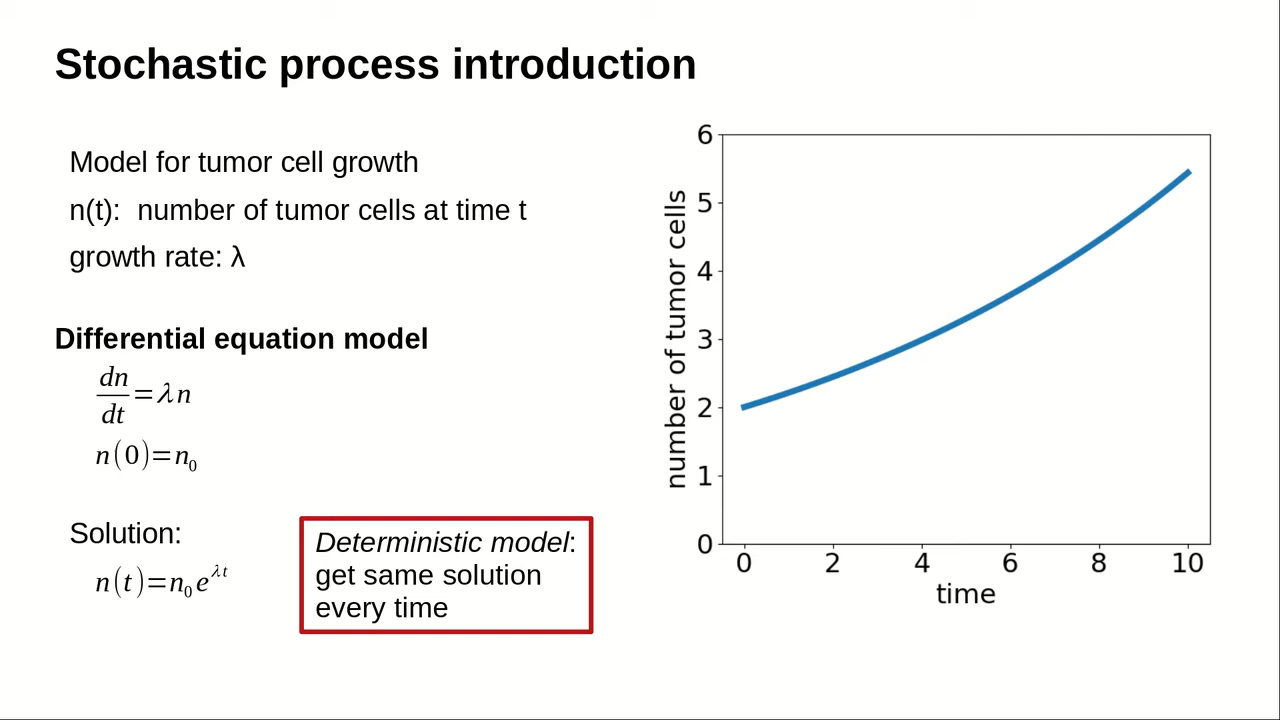 Stochastic process introduction
Model for tumor cell growth
n(t): number of tumor cells at time t
growth rate: λ
Differential equation model
dn/dt = λ n
n(0)=n₀
Solution:
n(t)=n₀e^{λt}
Deterministic model:
get same solution
every time
6
5
4
3
2
1
0
number of tumor cells
0 2 4 6 8 10
time